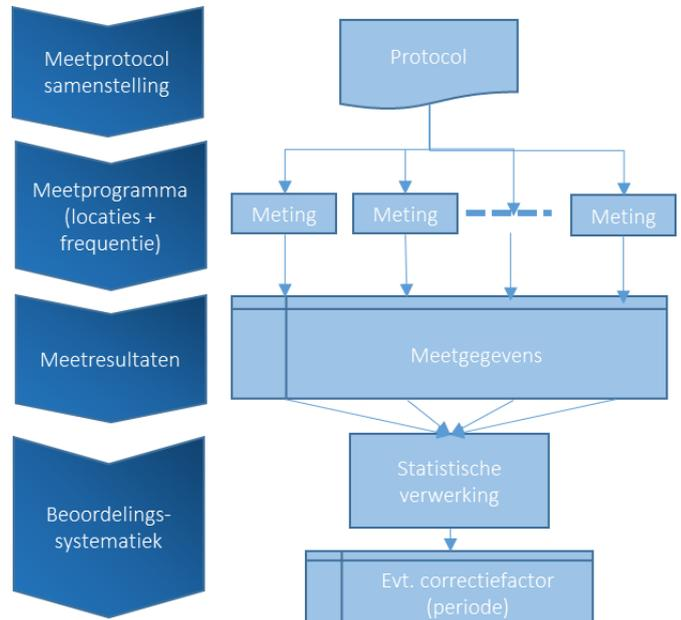 Meetprotocol
samenstelling
Protocol
Meetprogramma
(locaties +
frequentie)
Meting
Meting
Meting
Meetresultaten
Meetgegevens
Beoordelings-
systematiek
Statistische
verwerking
Evt. correctiefactor
(periode)